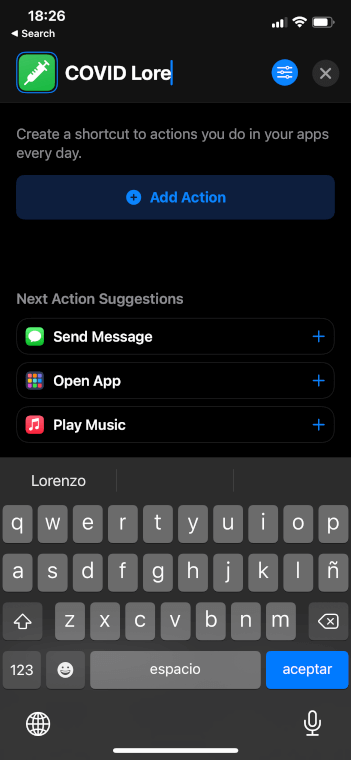 18:26
◀ Search
COVID Lore
Create a shortcut to actions you do in your apps
every day.
Add Action
Next Action Suggestions
Send Message
Open App
Play Music
Lorenzo
q w e r t y u i o p
a s d f g h j k l ñ
z x c v b n m
123 espacio aceptar